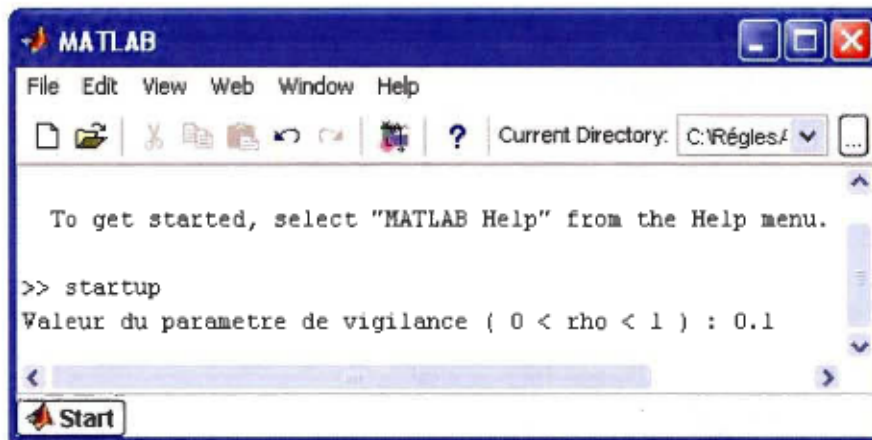 MATLAB
File Edit View Web Window Help
? Current Directory: C:\RéglesA ...
To get started, select "MATLAB Help" from the Help menu.
>> startup
Valeur du parametre de vigilance ( 0 < rho < 1 ) : 0.1
Start